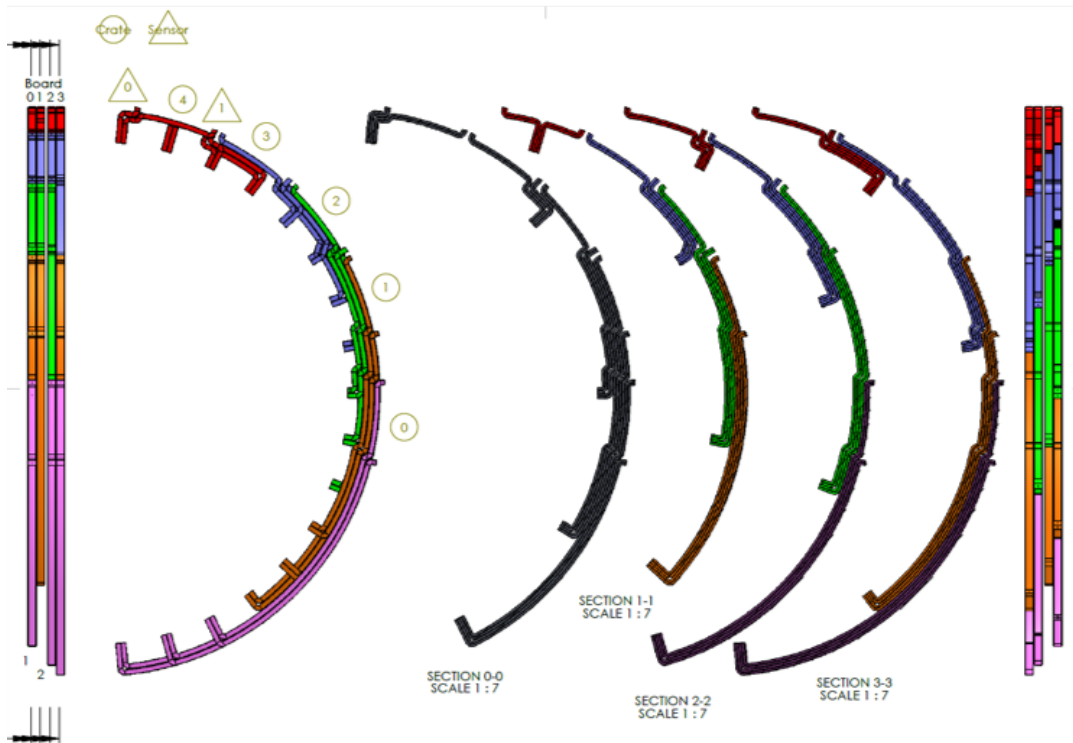 Crate Sensor
Board
0 1 2 3
0
4
1
3
2
1
0
1
2
SECTION 0-0
SCALE 1 : 7
SECTION 1-1
SCALE 1 : 7
SECTION 2-2
SCALE 1 : 7
SECTION 3-3
SCALE 1 : 7